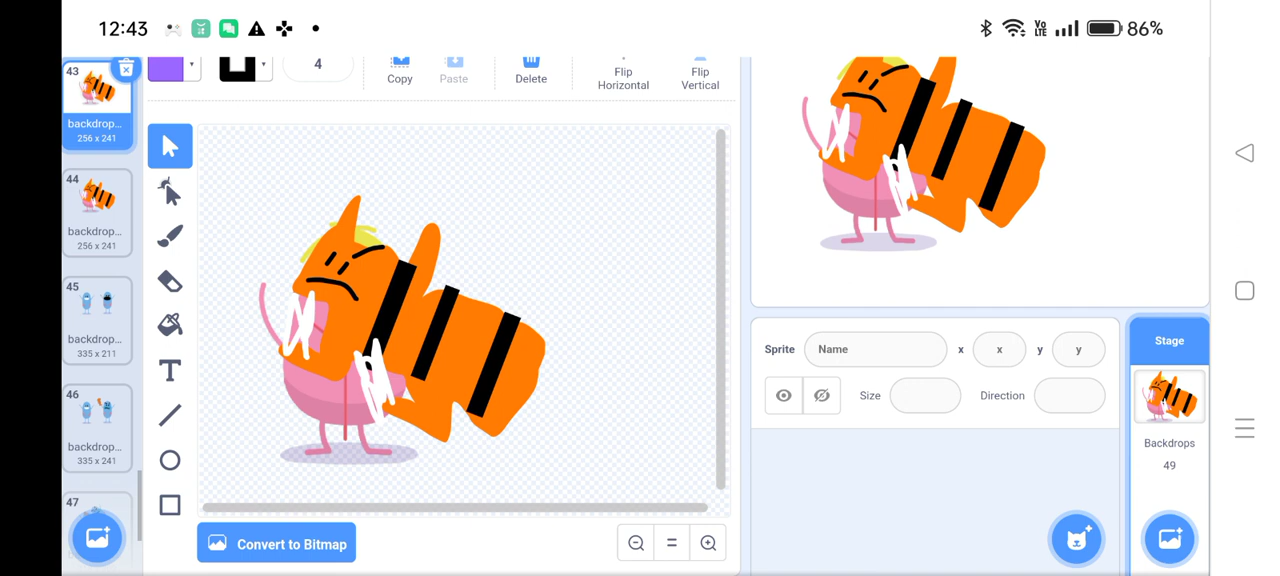 12:43
Vo LTE
86%
43
backdrop...
256 x 241
44
backdrop...
256 x 241
45
backdrop...
335 x 211
46
backdrop...
335 x 241
47
4
Copy
Paste
Delete
Flip Horizontal
Flip Vertical
T
Convert to Bitmap
Sprite
Name
x
x
y
y
Size
Direction
Stage
Backdrops
49